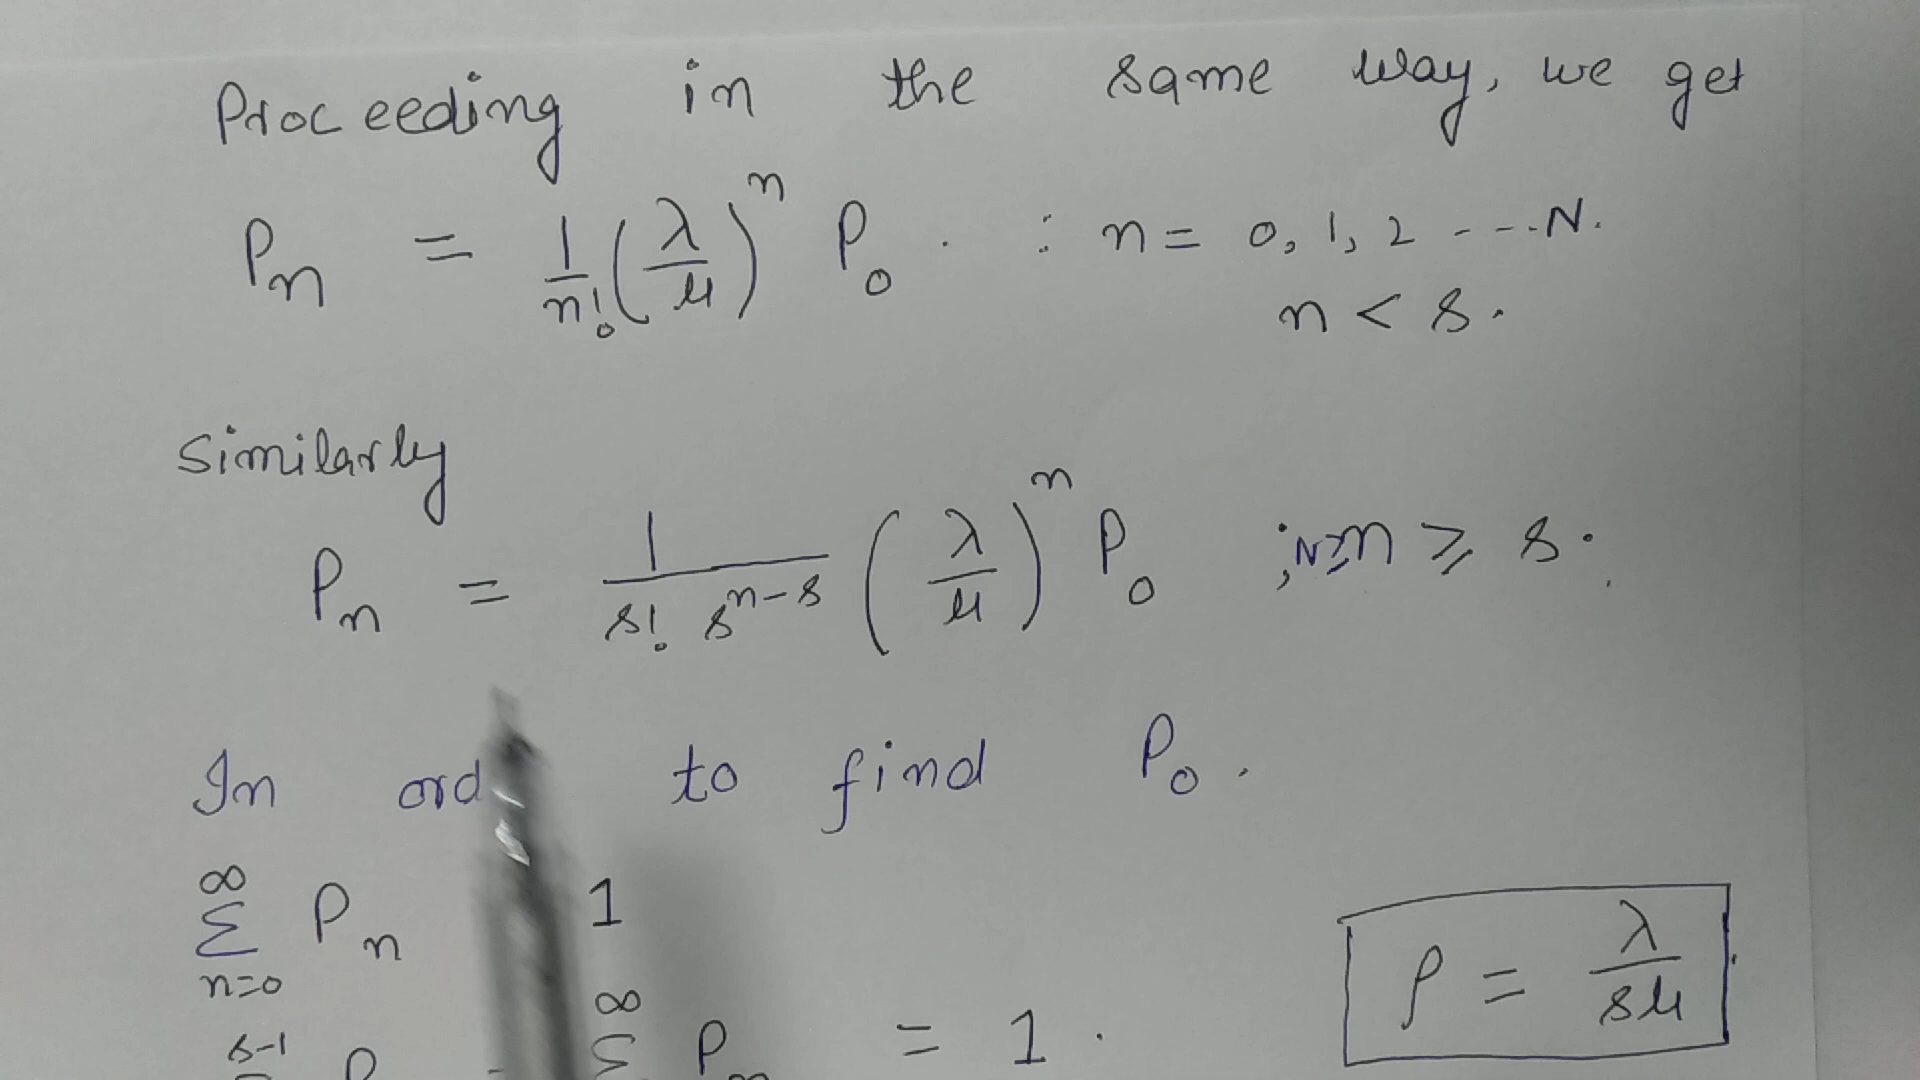 Proceeding in the same way, we get
Pn = 1/n! (λ/μ)^n P0 . : n = 0, 1, 2 ----N.
n < s.
Similarly
Pn = 1/(s! s^(n-s)) (λ/μ)^n P0 ; N≥n ≥ s.
In to find P0.
∞
Σ Pn 1
n=0
s-1 P ∞ Σ Pn = 1.
ρ = λ/sμ